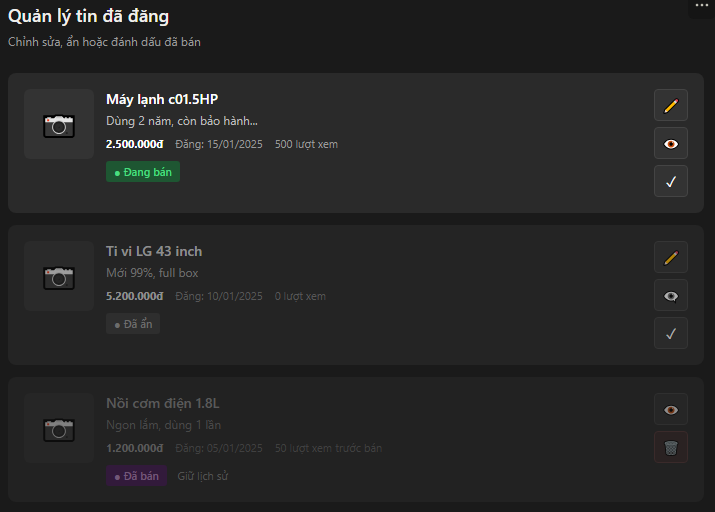 Quản lý tin đã đăng
Chỉnh sửa, ẩn hoặc đánh dấu đã bán
Máy lạnh c01.5HP
Dùng 2 năm, còn bảo hành...
2.500.000đ Đăng: 15/01/2025 500 lượt xem
● Đang bán
Ti vi LG 43 inch
Mới 99%, full box
5.200.000đ Đăng: 10/01/2025 0 lượt xem
● Đã ẩn
Nồi cơm điện 1.8L
Ngon lắm, dùng 1 lần
1.200.000đ Đăng: 05/01/2025 50 lượt xem trước bán
● Đã bán Giữ lịch sử